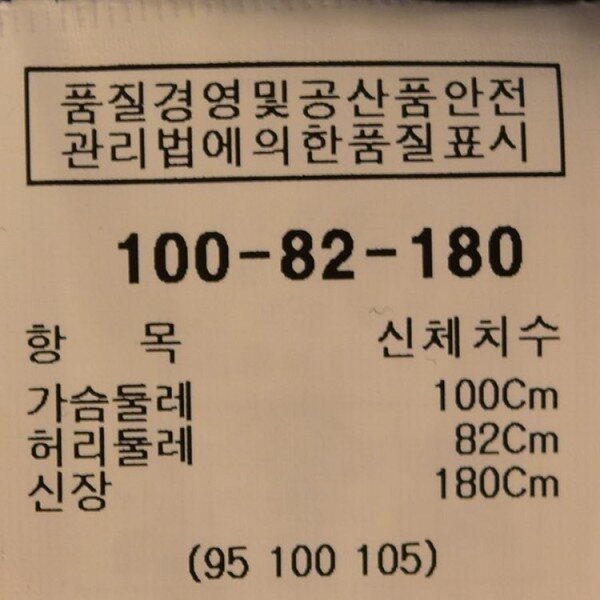 품질경영및공산품안전
관리법에의한품질표시
100-82-180
항 목 신체치수
가슴둘레 100Cm
허리둘레 82Cm
신장 180Cm
(95 100 105)